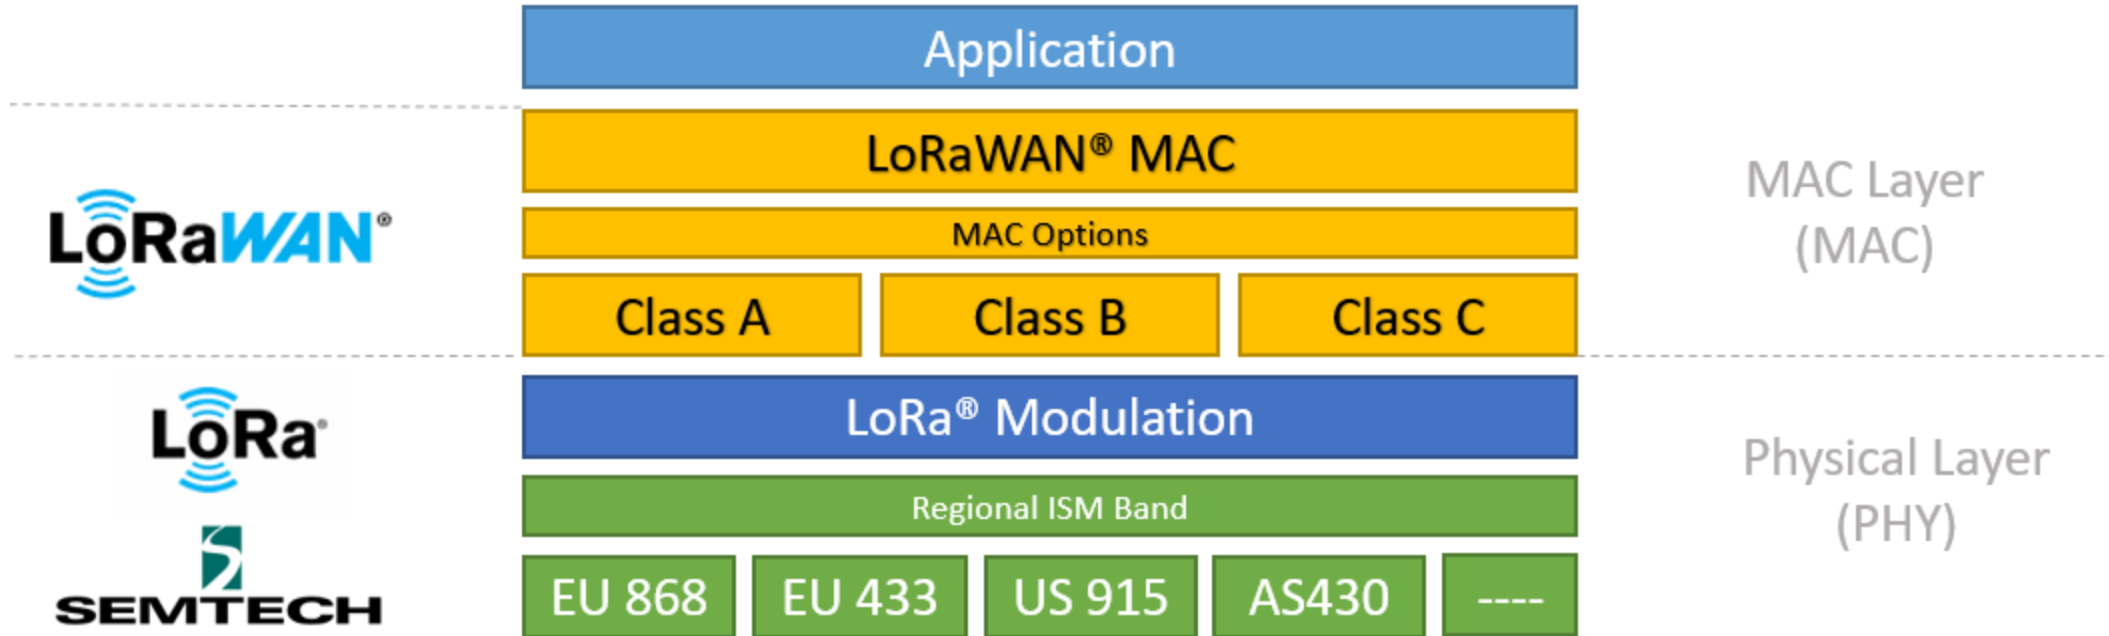 Application
LoRaWAN® MAC
LoRaWAN®
MAC Options
MAC Layer
(MAC)
Class A
Class B
Class C
LoRa® Modulation
LoRa®
Regional ISM Band
Physical Layer
(PHY)
SEMTECH
EU 868
EU 433
US 915
AS430
----